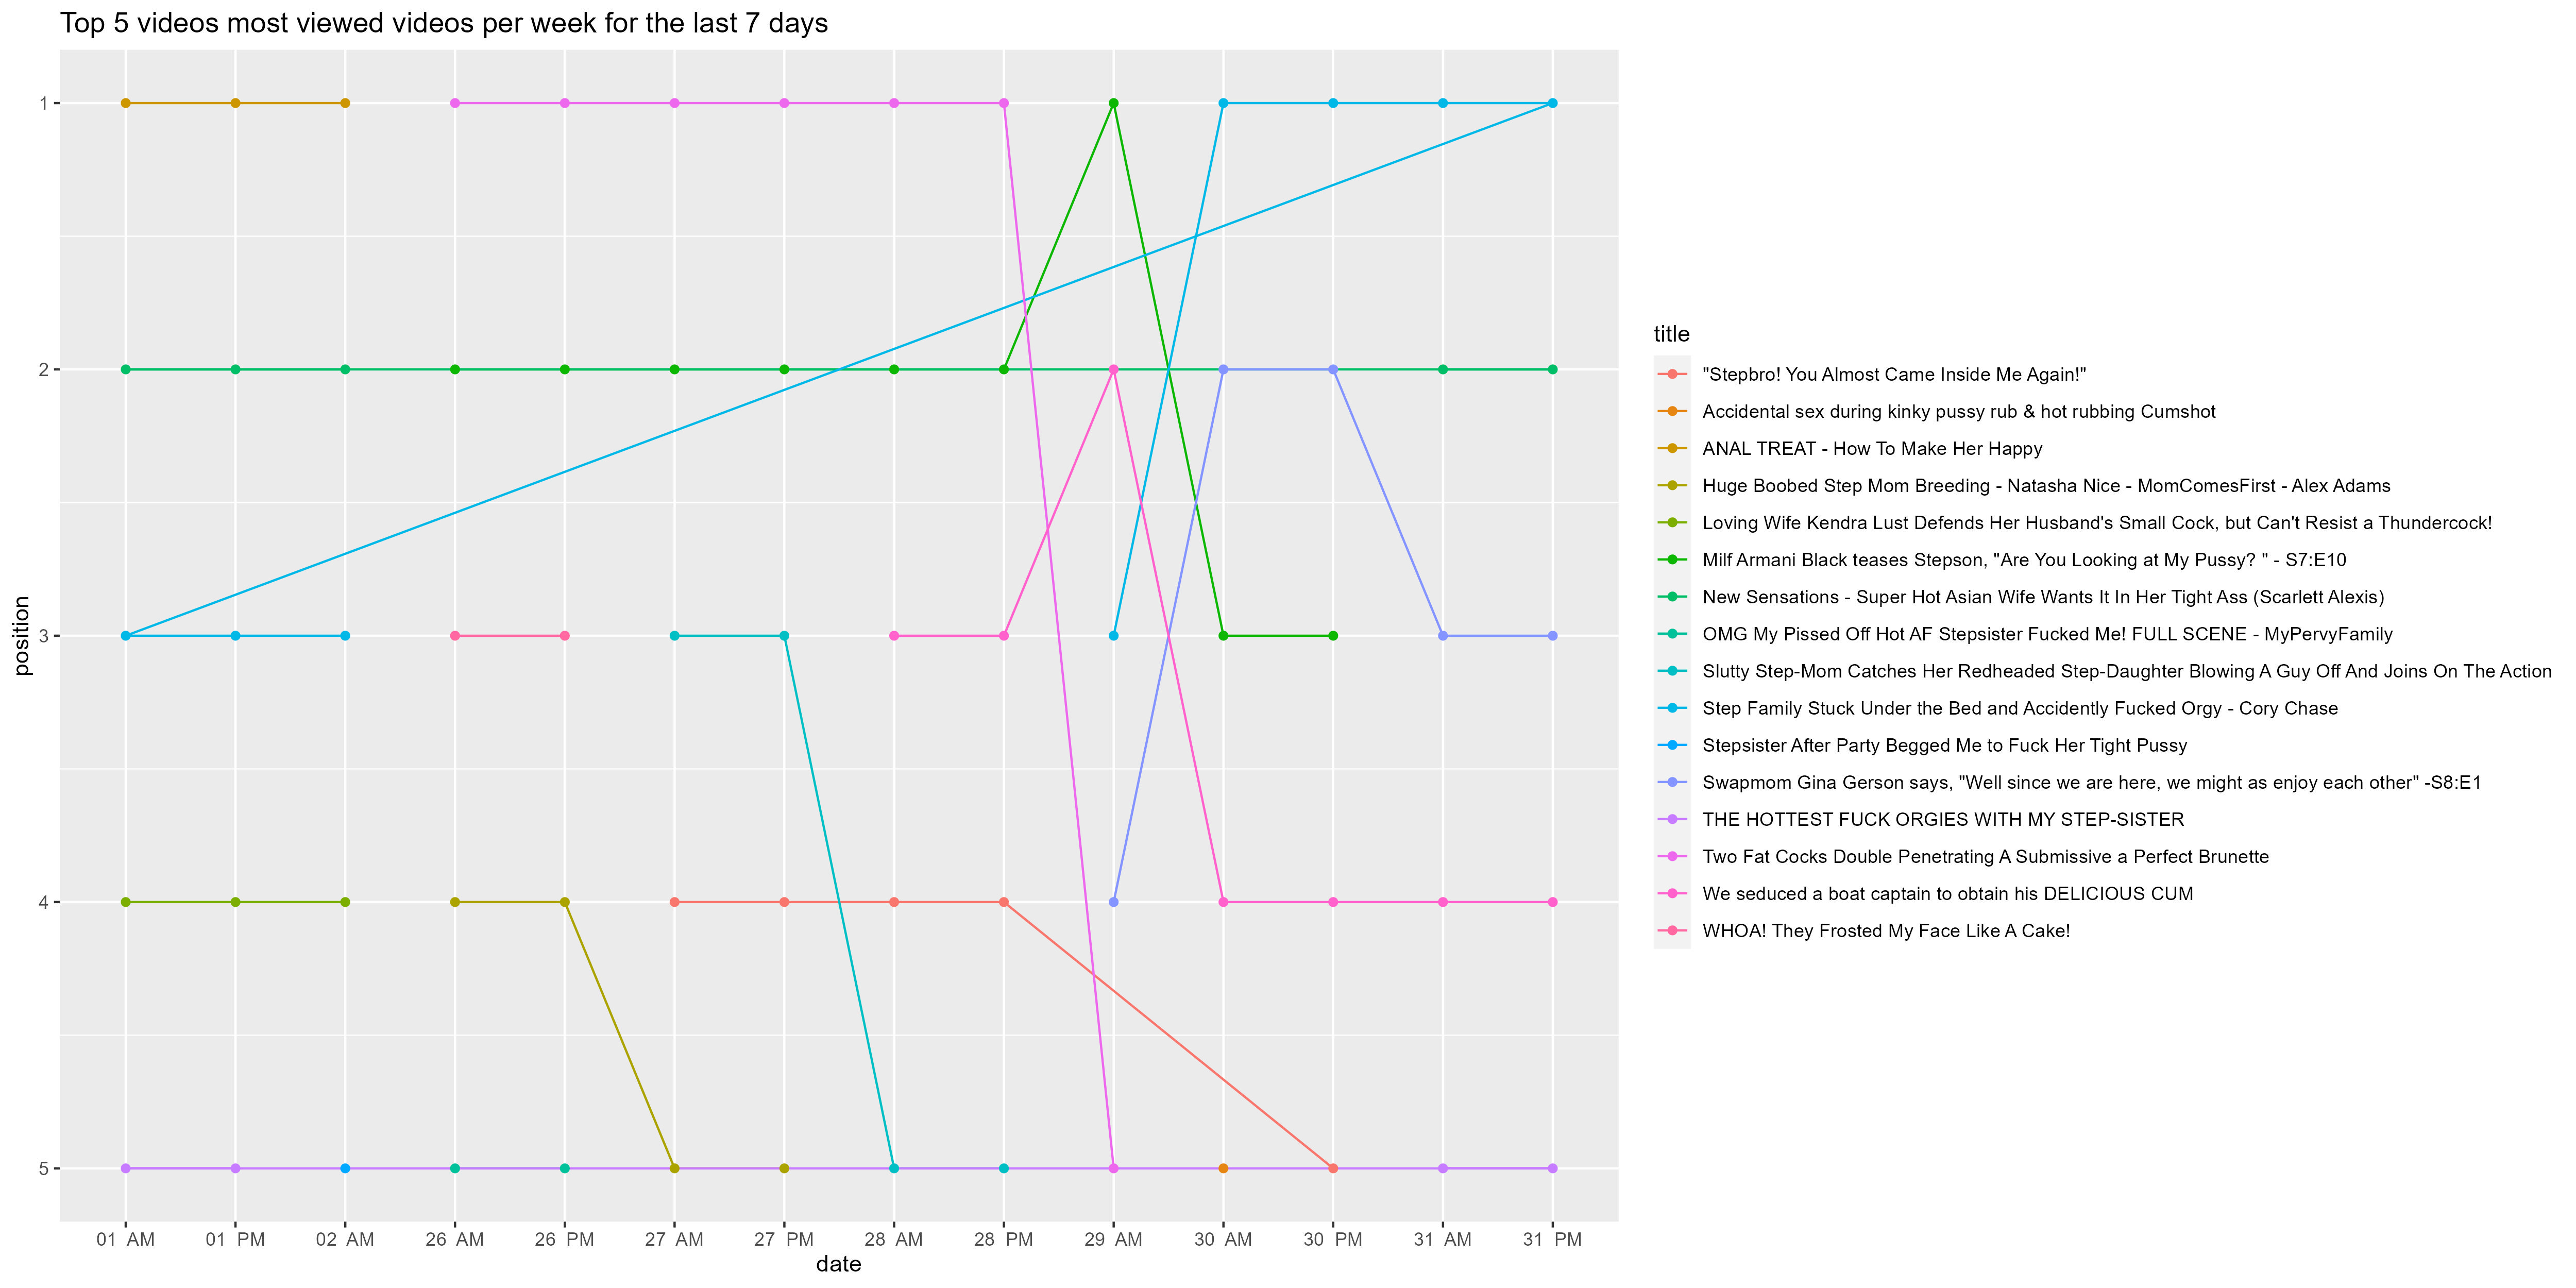 Top 5 videos most viewed videos per week for the last 7 days
position
1
2
3
4
5
01 AM
01 PM
02 AM
26 AM
26 PM
27 AM
27 PM
28 AM
28 PM
29 AM
30 AM
30 PM
31 AM
31 PM
date
title
"Stepbro! You Almost Came Inside Me Again!"
Accidental sex during kinky pussy rub & hot rubbing Cumshot
ANAL TREAT - How To Make Her Happy
Huge Boobed Step Mom Breeding - Natasha Nice - MomComesFirst - Alex Adams
Loving Wife Kendra Lust Defends Her Husband's Small Cock, but Can't Resist a Thundercock!
Milf Armani Black teases Stepson, "Are You Looking at My Pussy? " - S7:E10
New Sensations - Super Hot Asian Wife Wants It In Her Tight Ass (Scarlett Alexis)
OMG My Pissed Off Hot AF Stepsister Fucked Me! FULL SCENE - MyPervyFamily
Slutty Step-Mom Catches Her Redheaded Step-Daughter Blowing A Guy Off And Joins On The Action
Step Family Stuck Under the Bed and Accidently Fucked Orgy - Cory Chase
Stepsister After Party Begged Me to Fuck Her Tight Pussy
Swapmom Gina Gerson says, "Well since we are here, we might as enjoy each other" -S8:E1
THE HOTTEST FUCK ORGIES WITH MY STEP-SISTER
Two Fat Cocks Double Penetrating A Submissive a Perfect Brunette
We seduced a boat captain to obtain his DELICIOUS CUM
WHOA! They Frosted My Face Like A Cake!